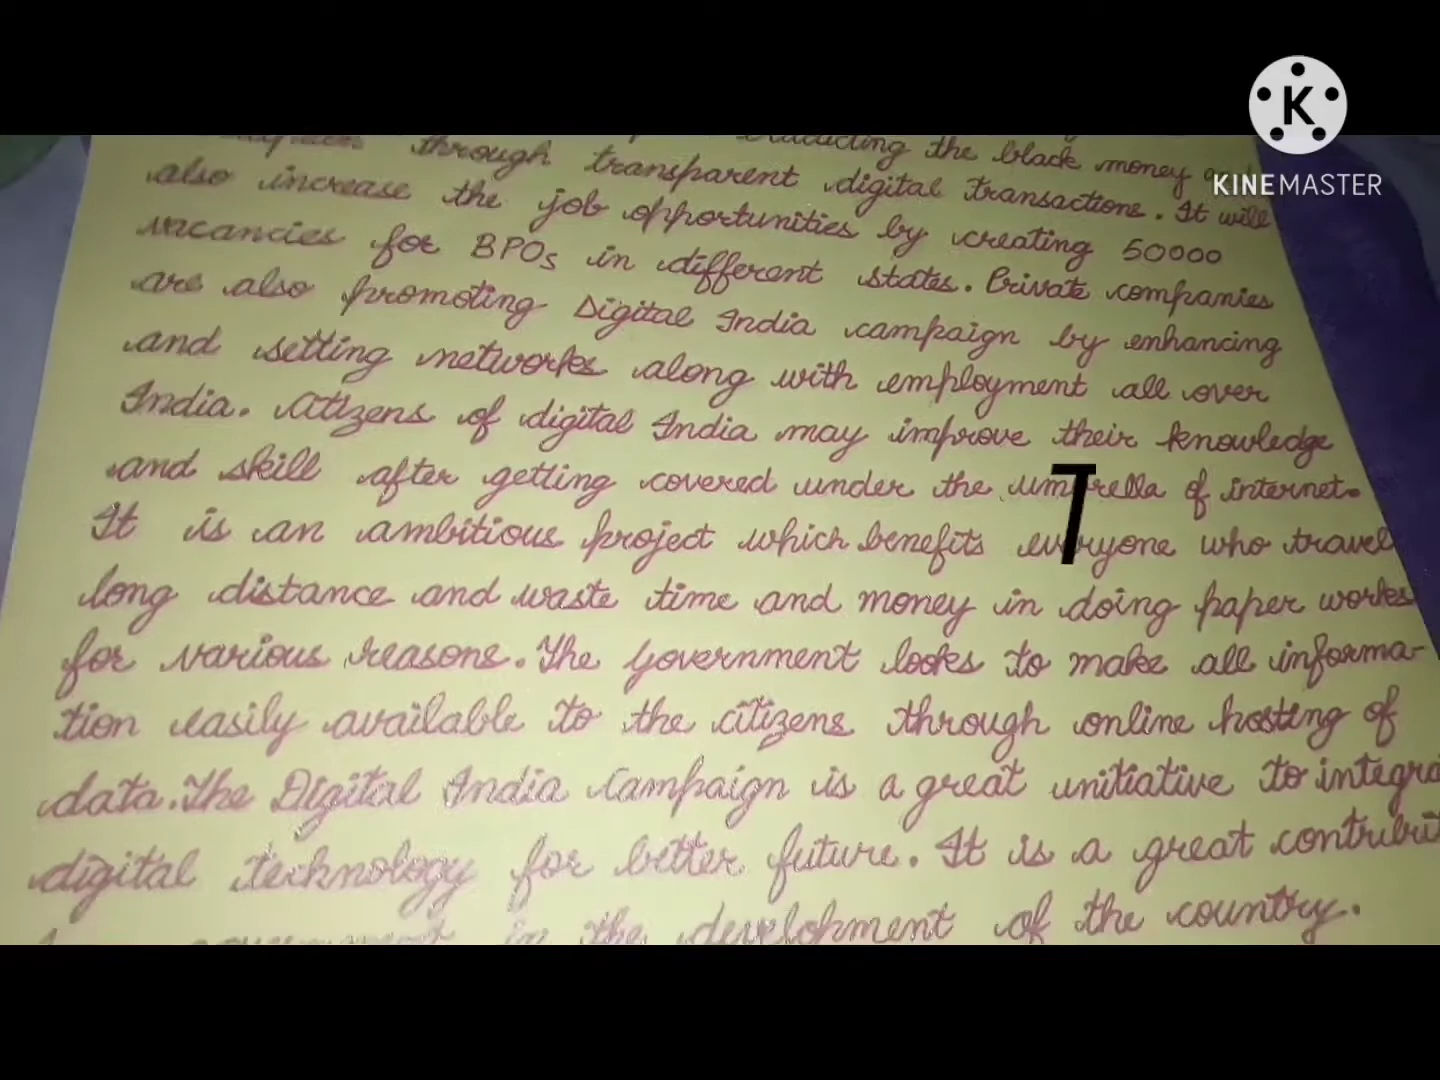 KINEMASTER
the black money
through transparent digital transactions. It will
also increase the job opportunities by creating 50000
vacancies for BPOs in different states. Private companies
are also promoting Digital India campaign by enhancing
and setting networks along with employment all over
India. Citizens of digital India may improve their knowledge
and skill after getting covered under the umbrella of internet.
T
It is an ambitious project which benefits everyone who travel
long distance and waste time and money in doing paper works
for various reasons. The government looks to make all informa-
tion easily available to the citizens through online hosting of
data. The Digital India Campaign is a great unitiative to integra
digital technology for better future. It is a great contribut
in the development of the country.